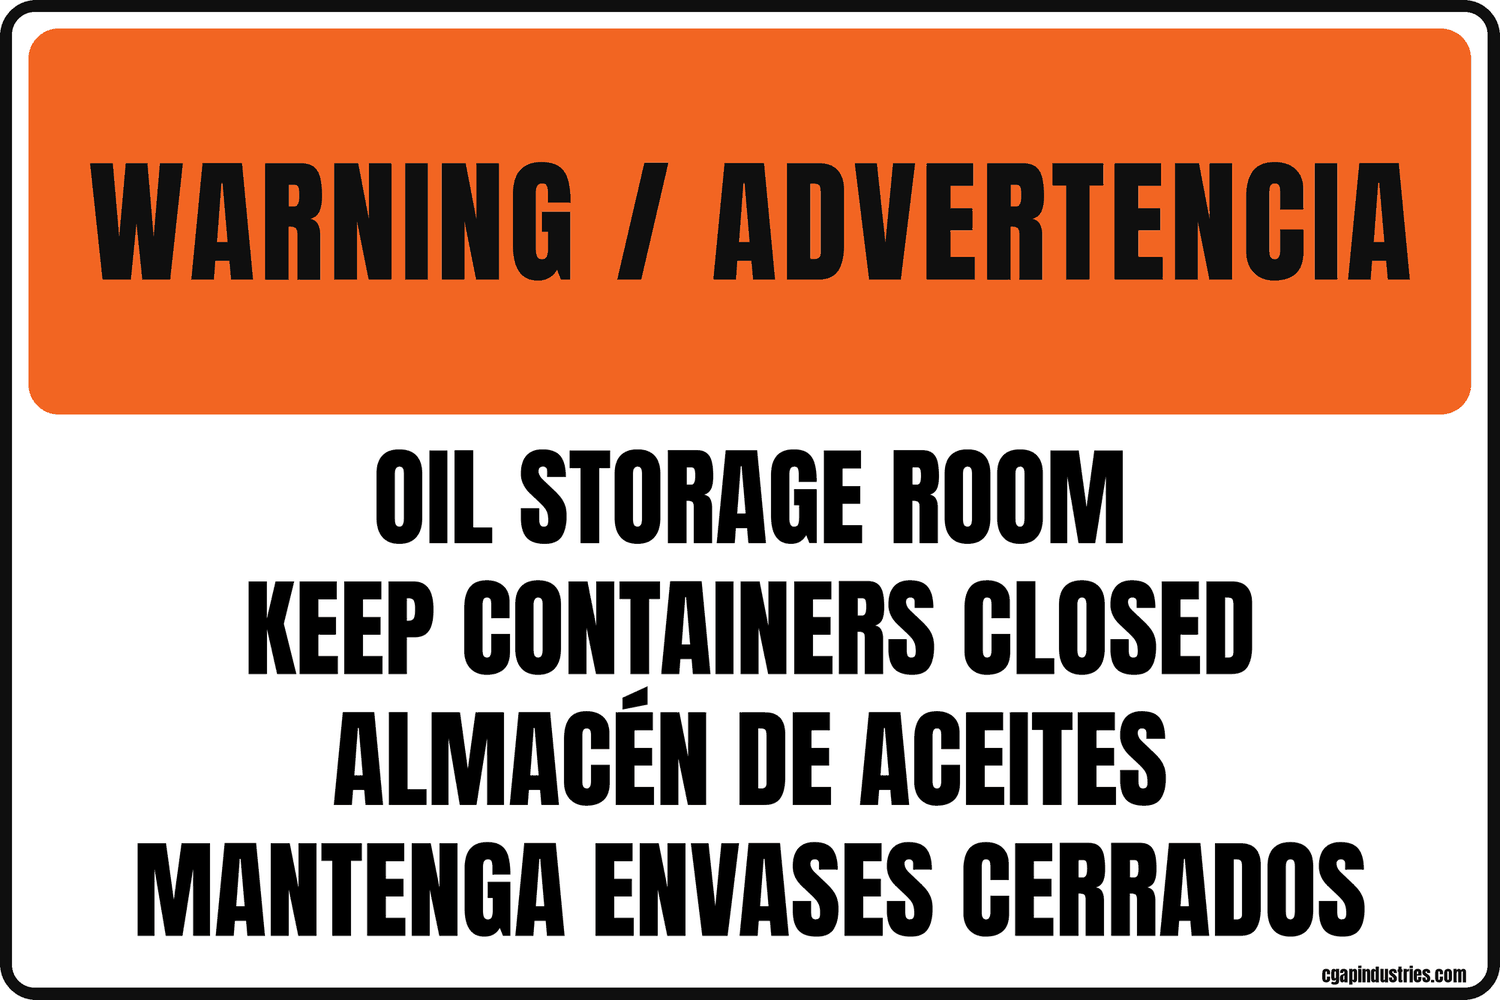 WARNING / ADVERTENCIA
OIL STORAGE ROOM
KEEP CONTAINERS CLOSED
ALMACÉN DE ACEITES
MANTENGA ENVASES CERRADOS
cgapindustries.com